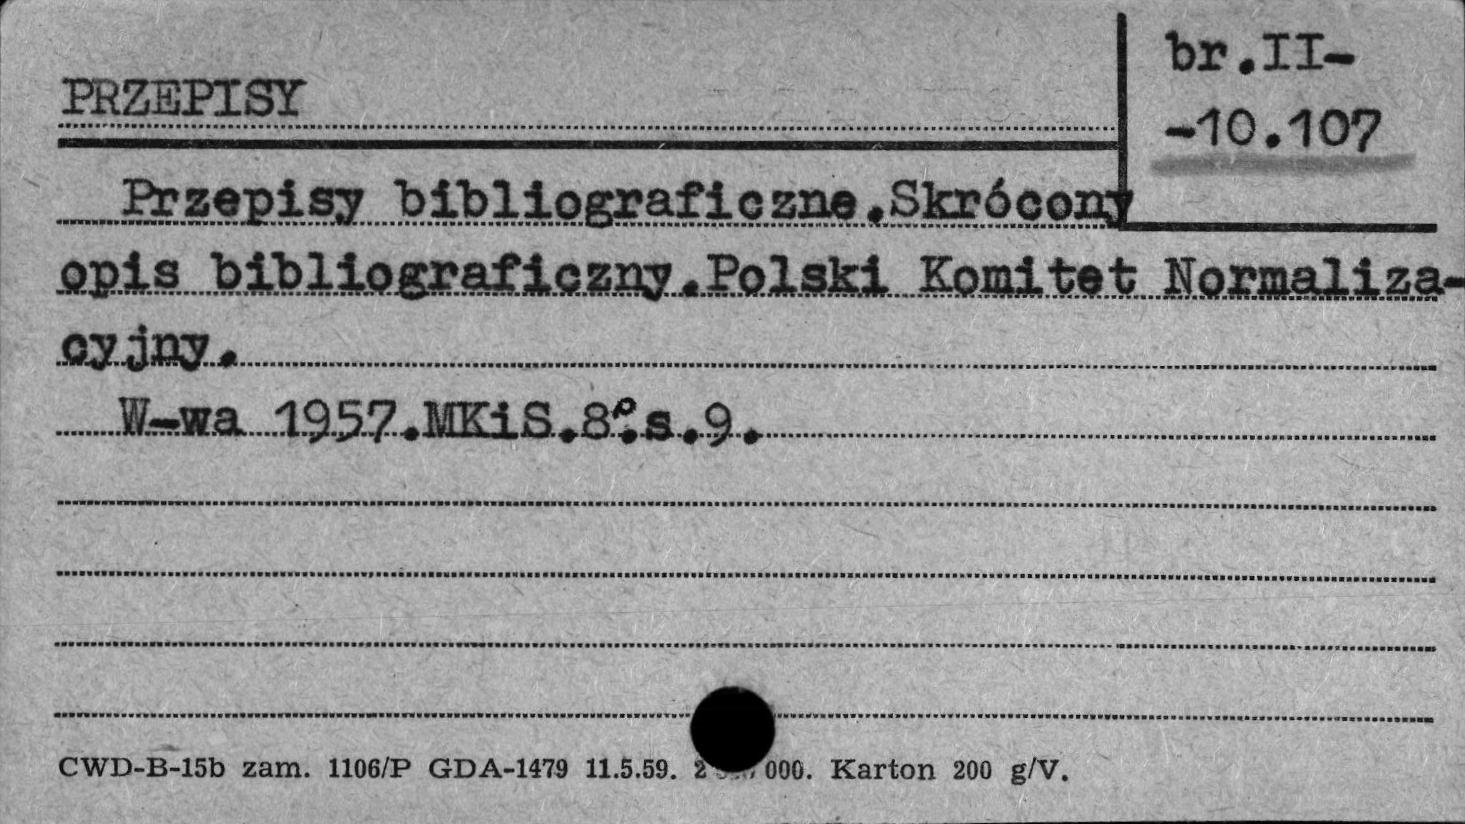 br.II-
-10.107
PRZEPISY
Przepisy bibliograficzne.Skrócony
opis bibliograficzny.Polski Komitet Normaliza-
cyjny.
W-wa 1957.MKiS.8°.s.9.
CWD-B-15b zam. 1106/P GDA-1479 11.5.59. 000. Karton 200 g/V.